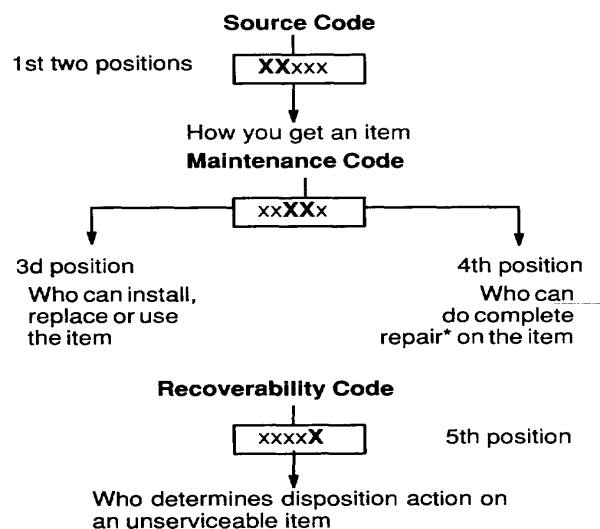 Source Code
1st two positions
XXxxx
How you get an item
Maintenance Code
xxXXx
3d position
Who can install,
replace or use
the item
4th position
Who can
do complete
repair* on the item
Recoverability Code
xxxxX
5th position
Who determines disposition action on
an unserviceable item